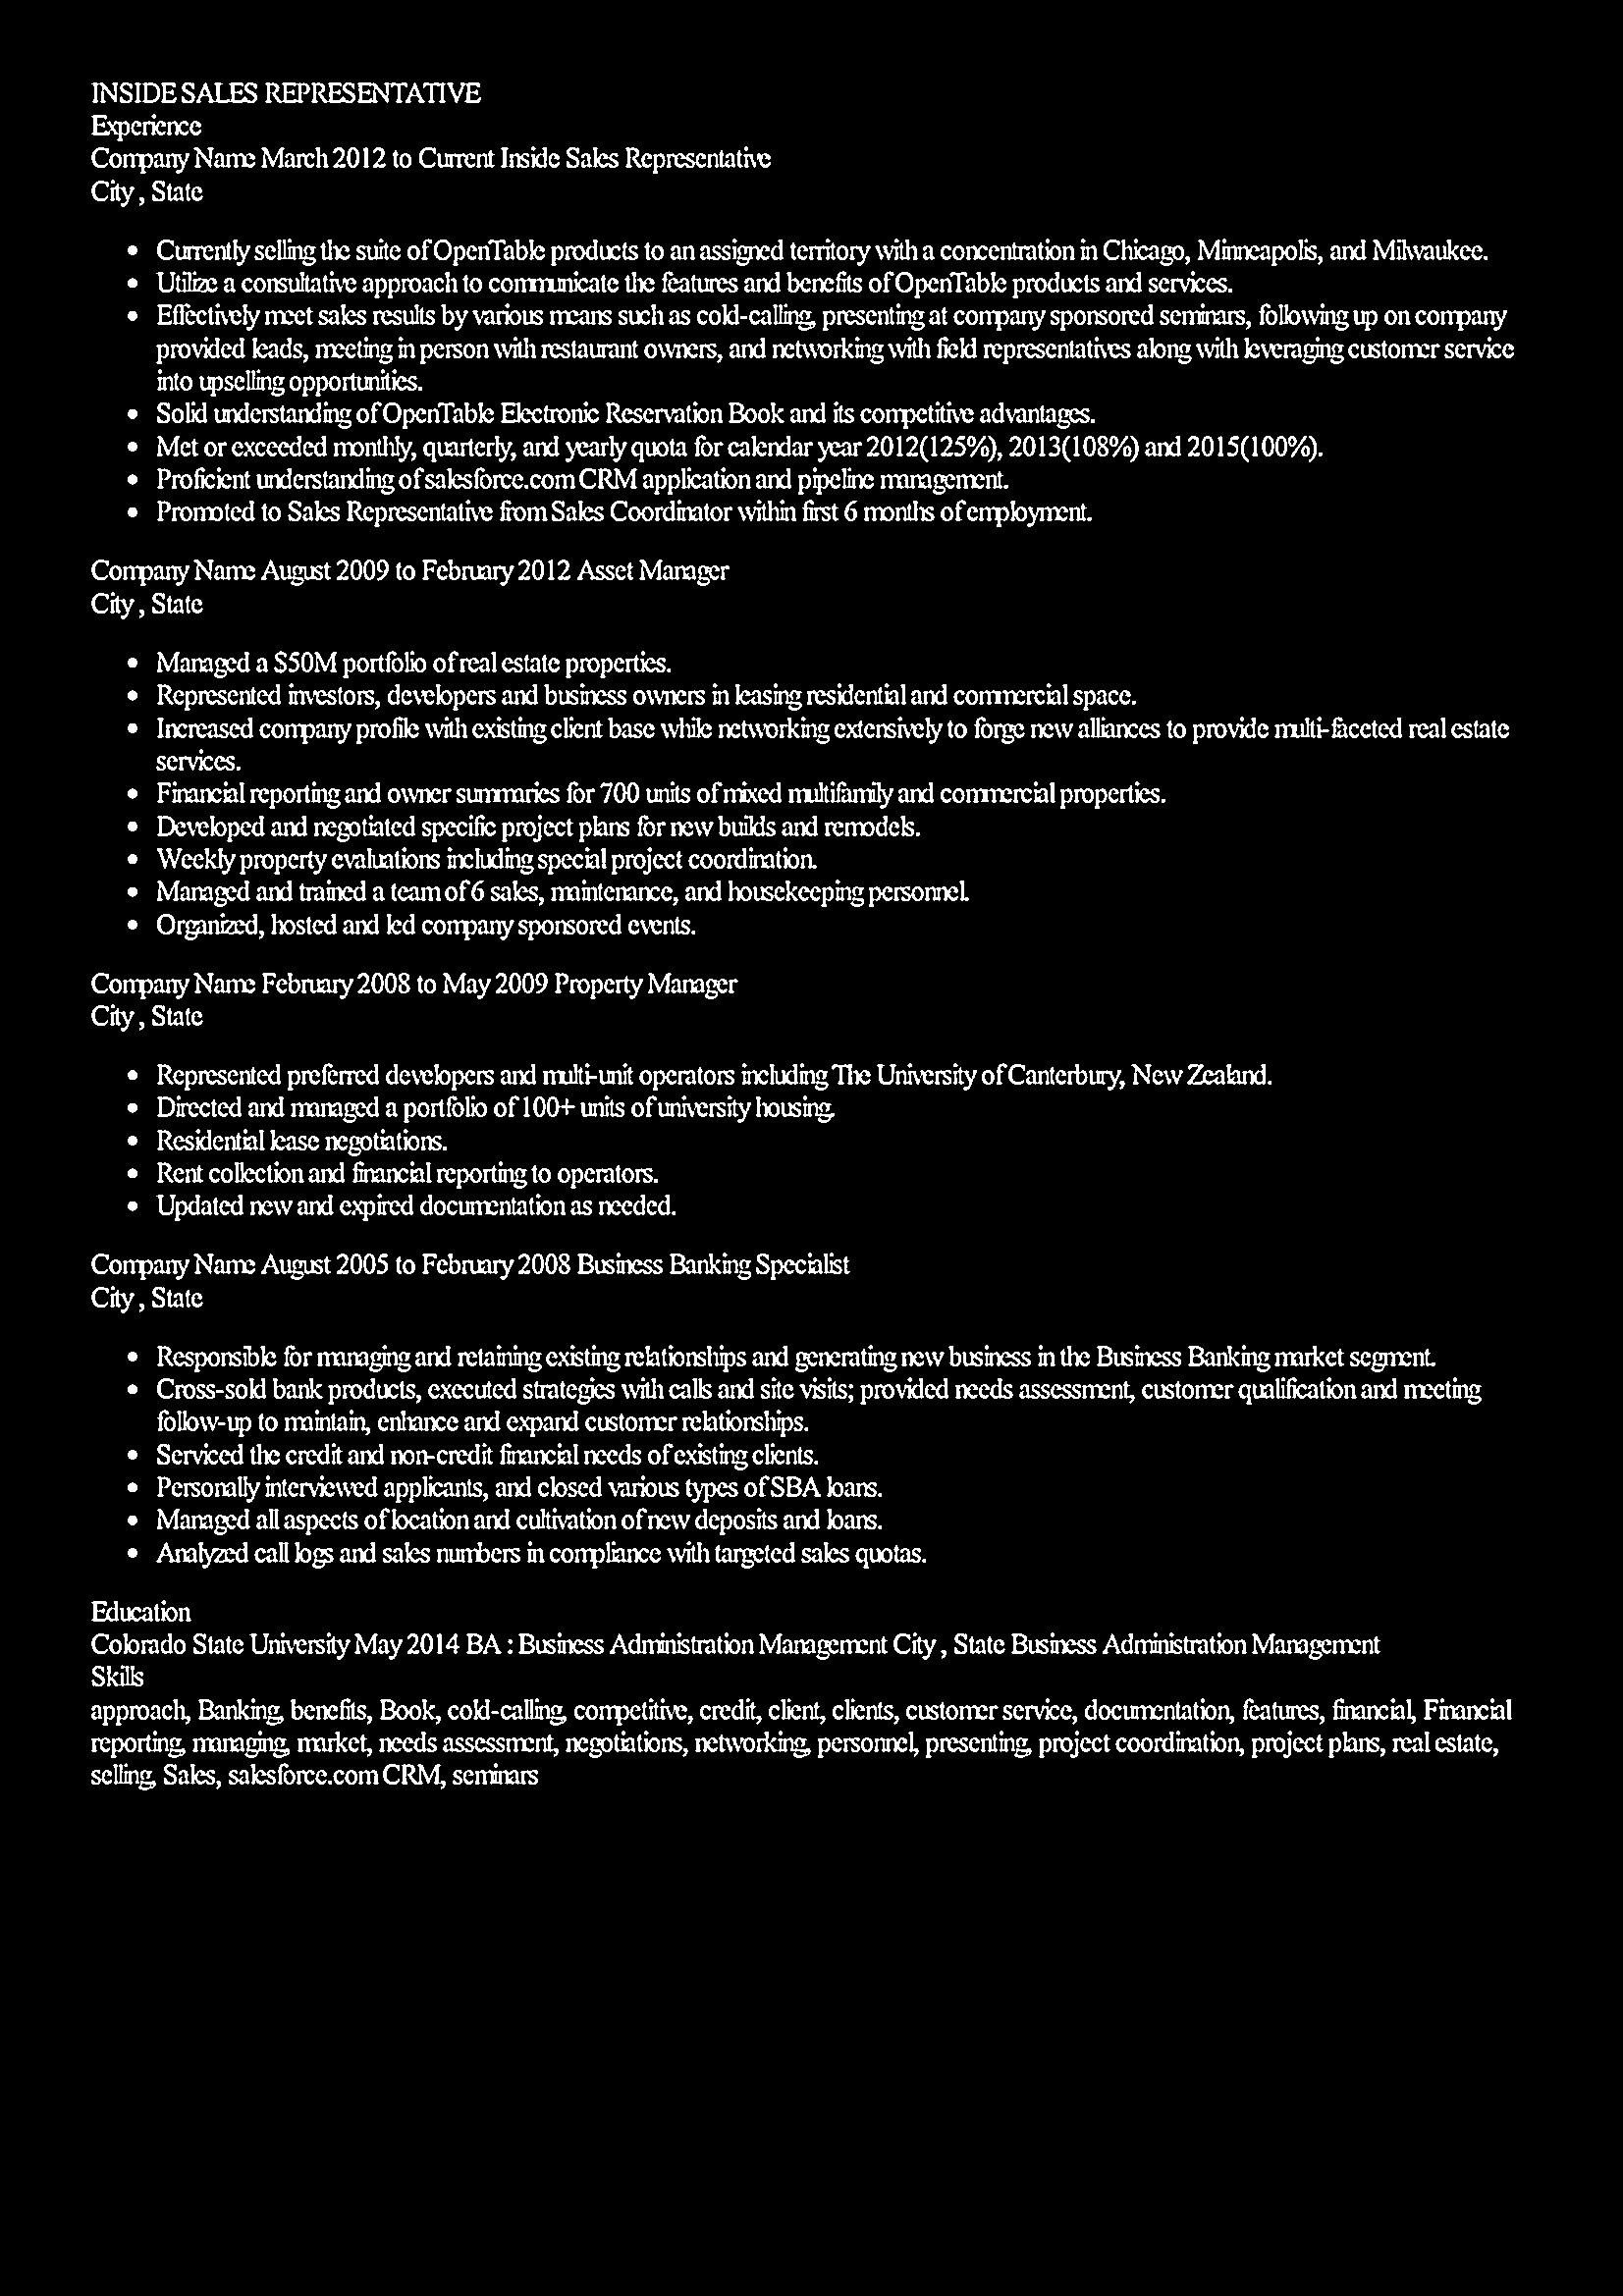 INSIDE SALES REPRESENTATIVE
Experience
Company Name March 2012 to Current Inside Sales Representative
City , State
• Currently selling the suite of OpenTable products to an assigned territory with a concentration in Chicago, Minneapolis, and Milwaukee.
• Utilize a consultative approach to communicate the features and benefits of OpenTable products and services.
• Effectively meet sales results by various means such as cold-calling, presenting at company sponsored seminars, following up on company
provided leads, meeting in person with restaurant owners, and networking with field representatives along with leveraging customer service
into upselling opportunities.
• Solid understanding of OpenTable Electronic Reservation Book and its competitive advantages.
• Met or exceeded monthly, quarterly, and yearly quota for calendar year 2012(125%), 2013(108%) and 2015(100%).
• Proficient understanding of salesforce.com CRM application and pipeline management.
• Promoted to Sales Representative from Sales Coordinator within first 6 months of employment.
Company Name August 2009 to February 2012 Asset Manager
City , State
• Managed a $50M portfolio of real estate properties.
• Represented investors, developers and business owners in leasing residential and commercial space.
• Increased company profile with existing client base while networking extensively to forge new alliances to provide multi-faceted real estate
services.
• Financial reporting and owner summaries for 700 units of mixed multifamily and commercial properties.
• Developed and negotiated specific project plans for new builds and remodels.
• Weekly property evaluations including special project coordination.
• Managed and trained a team of 6 sales, maintenance, and housekeeping personnel.
• Organized, hosted and led company sponsored events.
Company Name February 2008 to May 2009 Property Manager
City , State
• Represented preferred developers and multi-unit operators including The University of Canterbury, New Zealand.
• Directed and managed a portfolio of 100+ units of university housing.
• Residential lease negotiations.
• Rent collection and financial reporting to operators.
• Updated new and expired documentation as needed.
Company Name August 2005 to February 2008 Business Banking Specialist
City , State
• Responsible for managing and retaining existing relationships and generating new business in the Business Banking market segment.
• Cross-sold bank products, executed strategies with calls and site visits; provided needs assessment, customer qualification and meeting
follow-up to maintain, enhance and expand customer relationships.
• Serviced the credit and non-credit financial needs of existing clients.
• Personally interviewed applicants, and closed various types of SBA loans.
• Managed all aspects of location and cultivation of new deposits and loans.
• Analyzed call logs and sales numbers in compliance with targeted sales quotas.
Education
Colorado State University May 2014 BA : Business Administration Management City , State Business Administration Management
Skills
approach, Banking, benefits, Book, cold-calling, competitive, credit, client, clients, customer service, documentation, features, financial, Financial
reporting, managing, market, needs assessment, negotiations, networking, personnel, presenting, project coordination, project plans, real estate,
selling, Sales, salesforce.com CRM, seminars